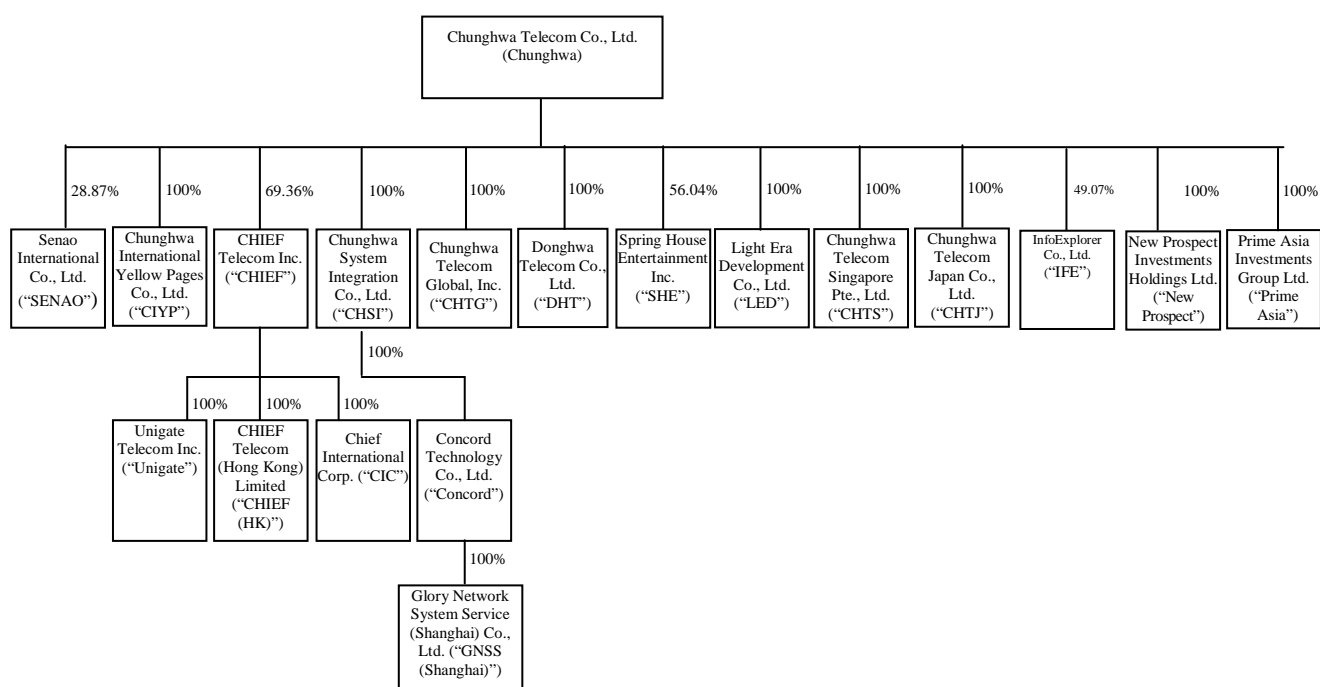 Chunghwa Telecom Co., Ltd.
(Chunghwa)
28.87%
100%
69.36%
100%
100%
100%
56.04%
100%
100%
100%
49.07%
100%
100%
Senao
International
Co., Ltd.
(“SENAO”)
Chunghwa
International
Yellow Pages
Co., Ltd.
(“CIYP”)
CHIEF
Telecom Inc.
(“CHIEF”)
Chunghwa
System
Integration
Co., Ltd.
(“CHSI”)
Chunghwa
Telecom
Global, Inc.
(“CHTG”)
Donghwa
Telecom Co.,
Ltd.
(“DHT”)
Spring House
Entertainment
Inc.
(“SHE”)
Light Era
Development
Co., Ltd.
(“LED”)
Chunghwa
Telecom
Singapore
Pte., Ltd.
(“CHTS”)
Chunghwa
Telecom
Japan Co.,
Ltd.
(“CHTJ”)
InfoExplorer
Co., Ltd.
(“IFE”)
New Prospect
Investments
Holdings Ltd.
(“New
Prospect”)
Prime Asia
Investments
Group Ltd.
(“Prime
Asia”)
100%
100%
100%
100%
Unigate
Telecom Inc.
(“Unigate”)
CHIEF
Telecom
(Hong Kong)
Limited
(“CHIEF
(HK)”)
Chief
International
Corp. (“CIC”)
Concord
Technology
Co., Ltd.
(“Concord”)
100%
Glory Network
System Service
(Shanghai) Co.,
Ltd. (“GNSS
(Shanghai)”)